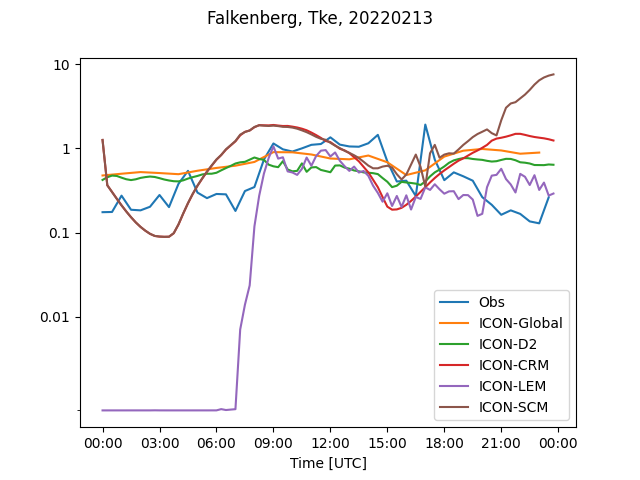 Falkenberg, Tke, 20220213
10
1
0.1
0.01
Obs
ICON-Global
ICON-D2
ICON-CRM
ICON-LEM
ICON-SCM
00:00 03:00 06:00 09:00 12:00 15:00 18:00 21:00 00:00
Time [UTC]